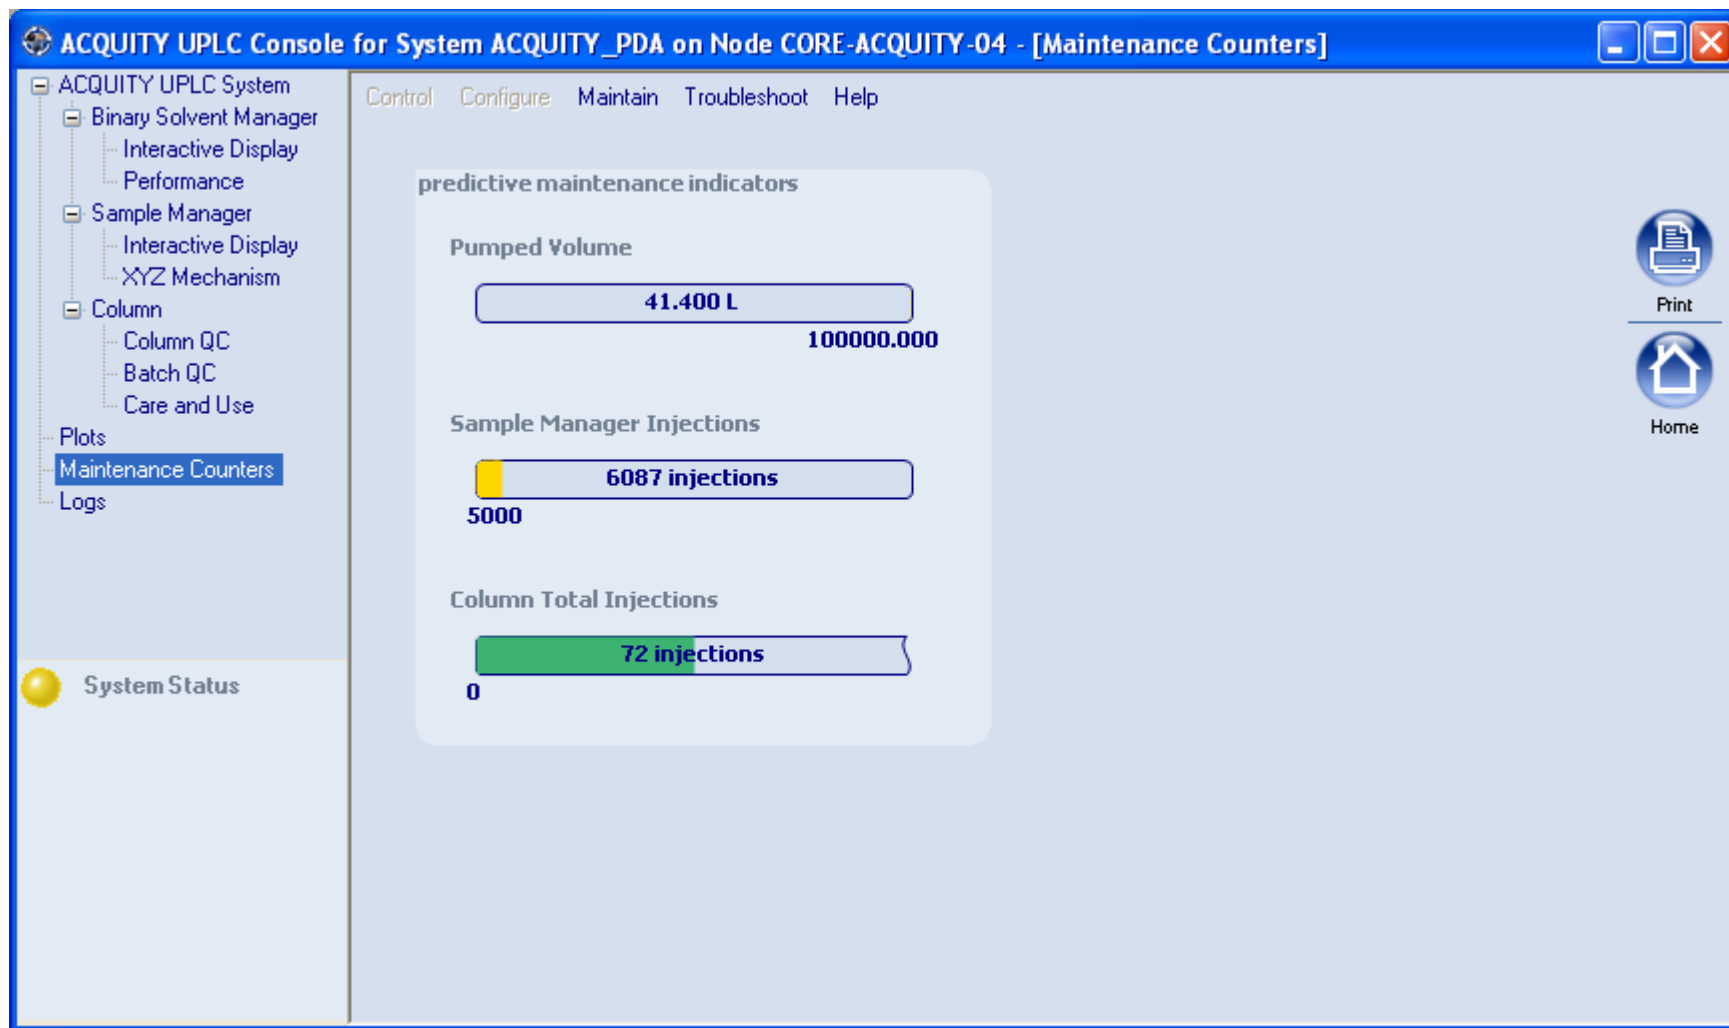 ACQUITY UPLC Console for System ACQUITY_PDA on Node CORE-ACQUITY-04 - [Maintenance Counters]
ACQUITY UPLC System
Binary Solvent Manager
Interactive Display
Performance
Sample Manager
Interactive Display
XYZ Mechanism
Column
Column QC
Batch QC
Care and Use
Plots
Maintenance Counters
Logs
System Status
Control Configure Maintain Troubleshoot Help
predictive maintenance indicators
Pumped Volume
41.400 L
100000.000
Sample Manager Injections
6087 injections
5000
Column Total Injections
72 injections
0
Print
Home